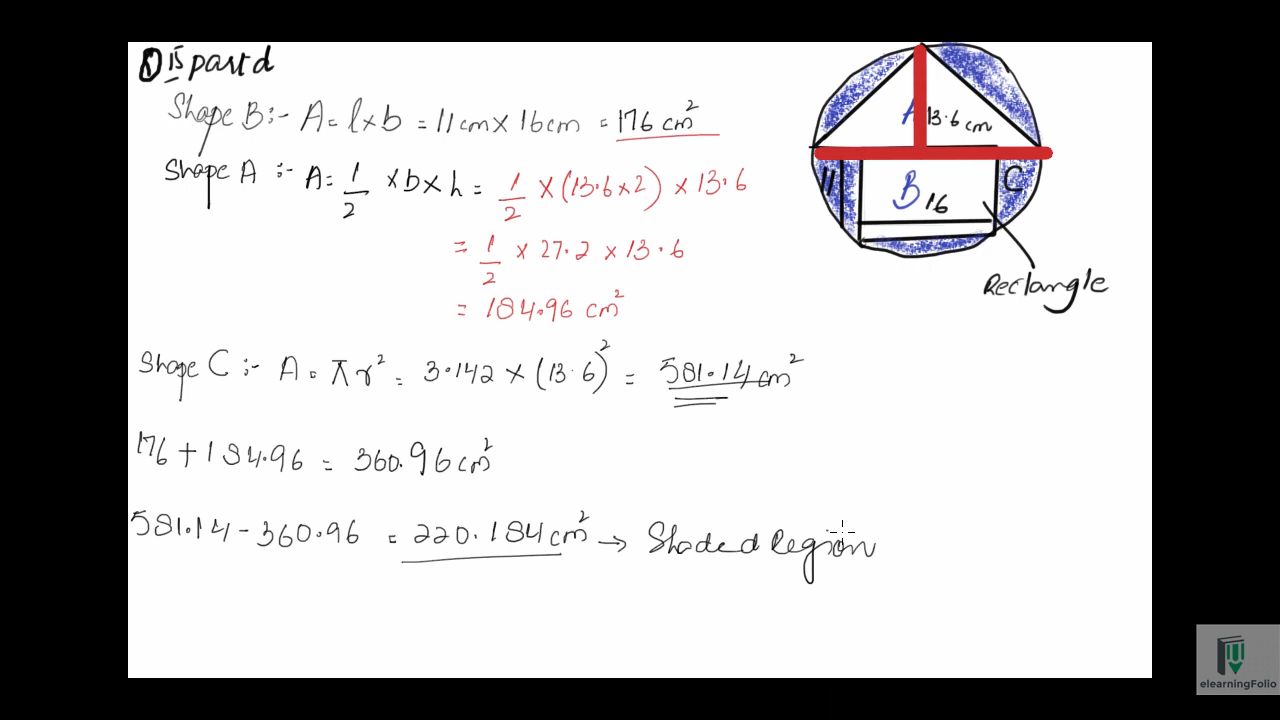 Q 15 part d
Shape B :- A = l x b = 11 cm x 16 cm = 176 cm²
Shape A :- A = 1/2 x b x h = 1/2 x (13.6 x 2) x 13.6
= 1/2 x 27.2 x 13.6
= 184.96 cm²
Shape C :- A = πr² = 3.142 x (13.6)² = 581.14 cm²
176 + 184.96 = 360.96 cm²
581.14 - 360.96 = 220.184 cm² → Shaded Region
A 13.6 cm
11
B 16
C
Rectangle
elearningFolio